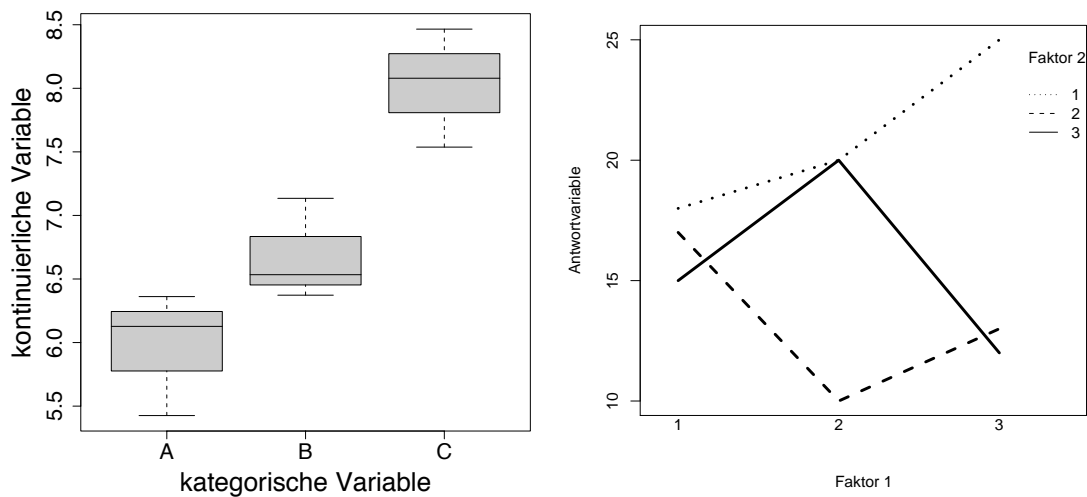 kontinuierliche Variable
8.5
8.0
7.5
7.0
6.5
6.0
5.5
A B C
kategorische Variable
Antwortvariable
25
20
15
10
1 2 3
Faktor 1
Faktor 2
1
2
3